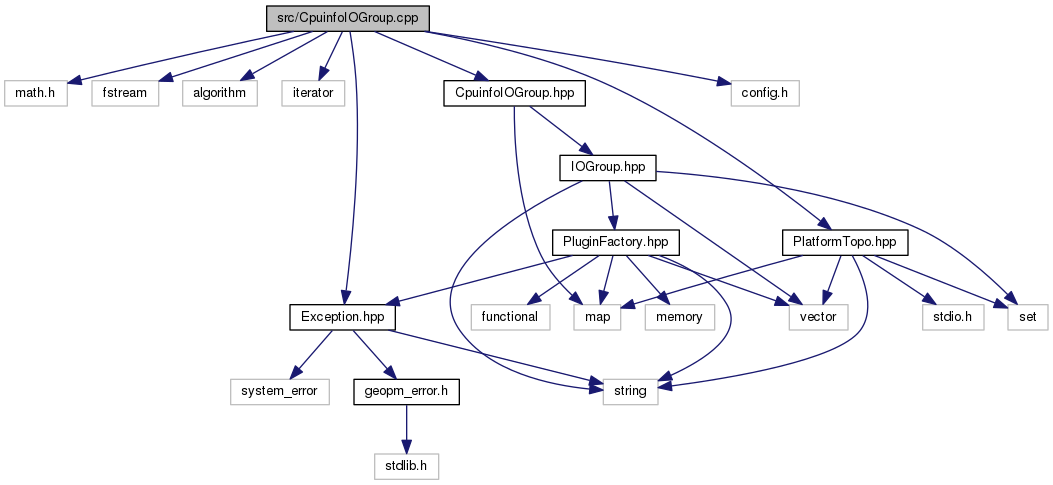 src/CpuinfoIOGroup.cpp
math.h
fstream
algorithm
iterator
CpuinfoIOGroup.hpp
config.h
IOGroup.hpp
PluginFactory.hpp
PlatformTopo.hpp
Exception.hpp
functional
map
memory
vector
stdio.h
set
system_error
geopm_error.h
string
stdlib.h